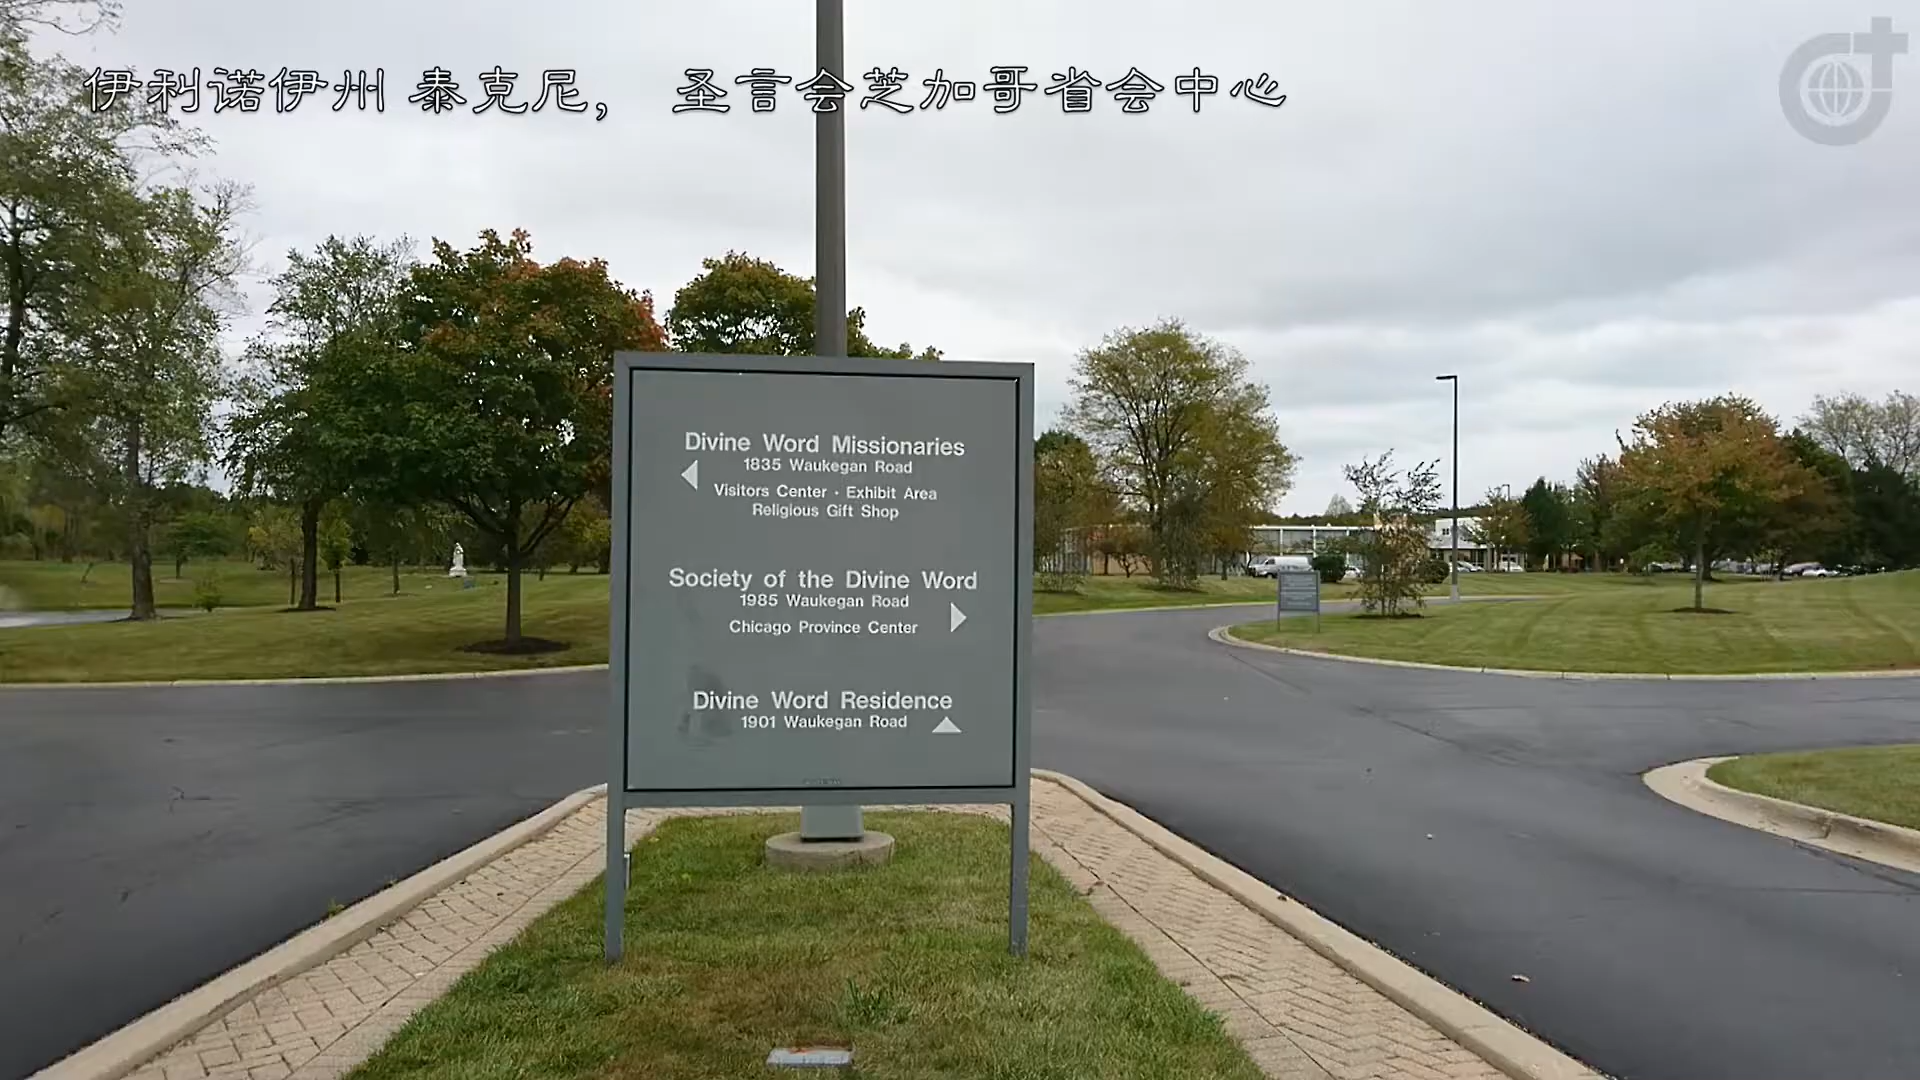 伊利诺伊州 泰克尼， 圣言会芝加哥省会中心
Divine Word Missionaries
1835 Waukegan Road
Visitors Center · Exhibit Area
Religious Gift Shop
Society of the Divine Word
1985 Waukegan Road
Chicago Province Center
Divine Word Residence
1901 Waukegan Road